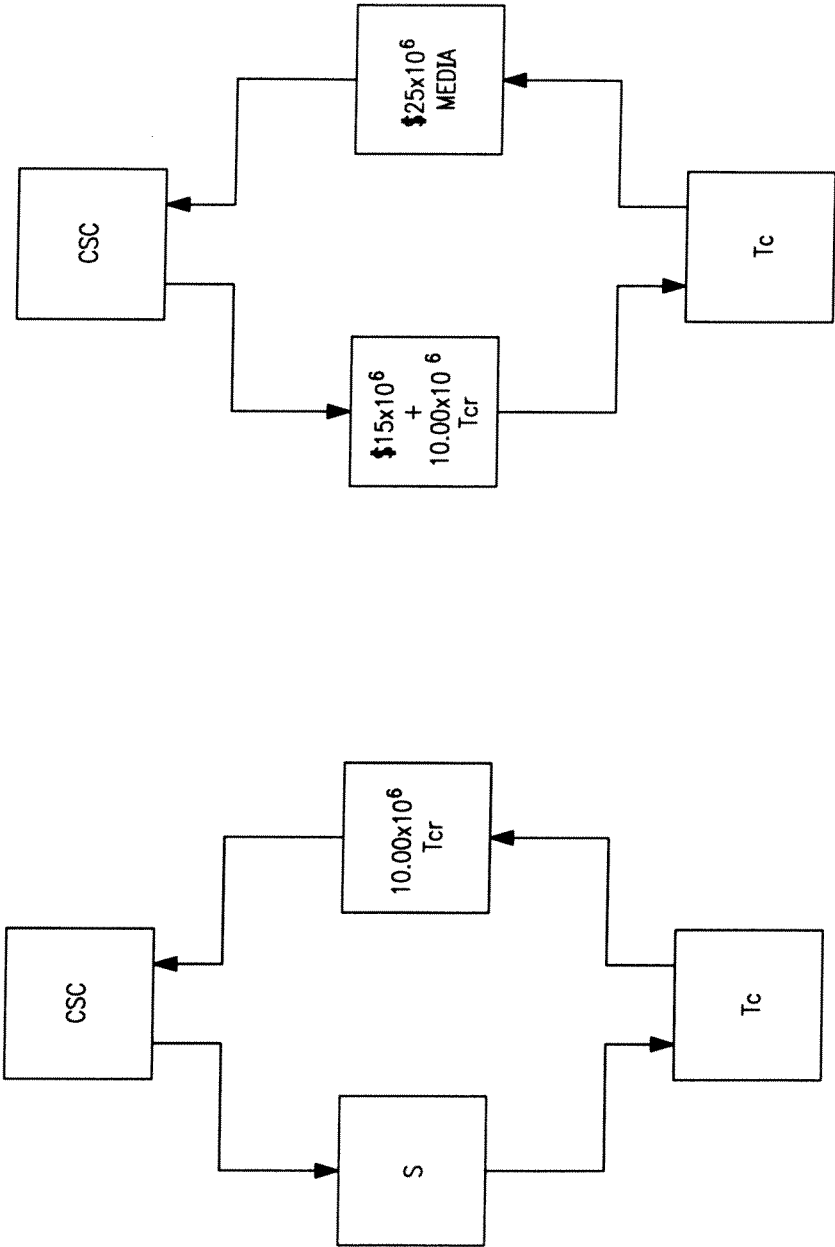 CSC
$25x10⁶
MEDIA
$15x10⁶
+
10.00x10⁶
Tcr
Tc
CSC
10.00x10⁶
Tcr
S
Tc